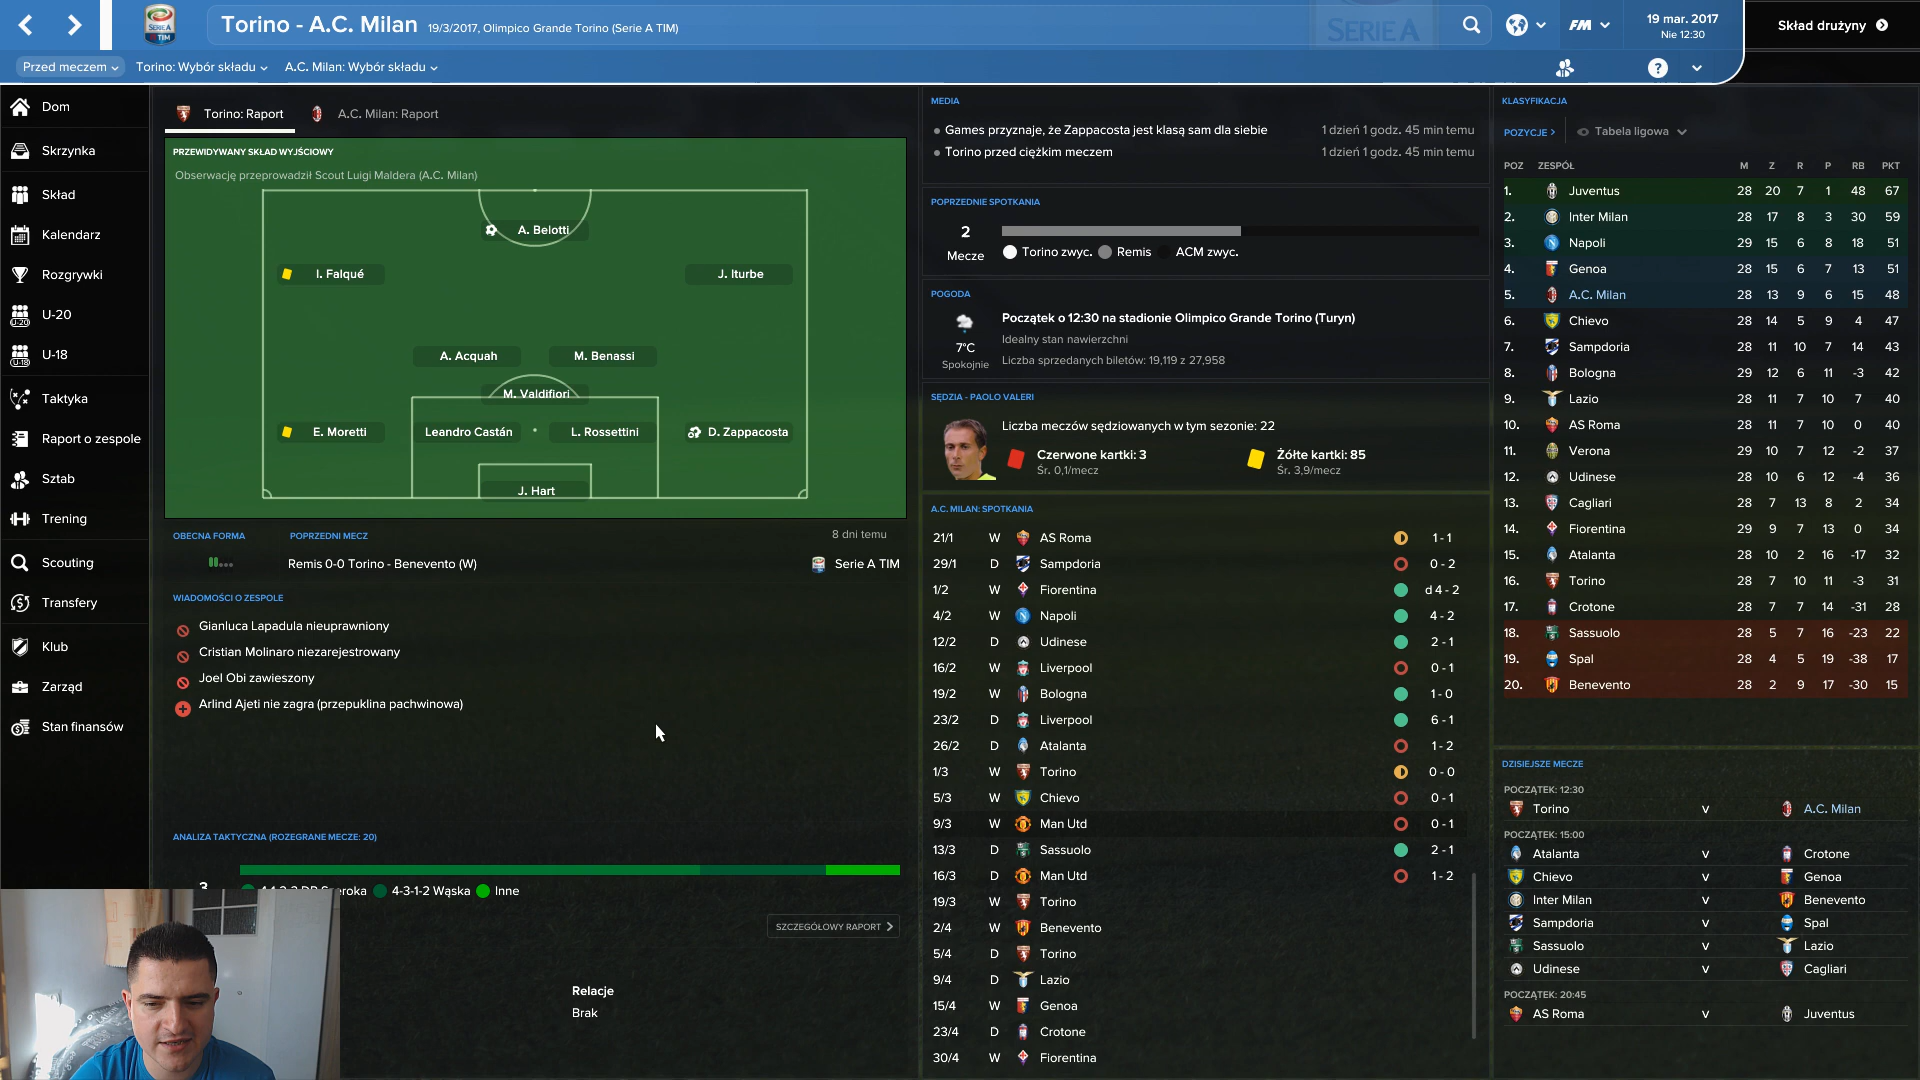 Torino - A.C. Milan 19/3/2017, Olimpico Grande Torino (Serie A TIM)
SERIE A
FM
19 mar. 2017
Nie 12:30
Skład drużyny
Przed meczem
Torino: Wybór składu
A.C. Milan: Wybór składu
?
Dom
Skrzynka
Skład
Kalendarz
Rozgrywki
U-20
U-18
Taktyka
Raport o zespole
Sztab
Trening
Scouting
Transfery
Klub
Zarząd
Stan finansów
Torino: Raport
A.C. Milan: Raport
PRZEWIDYWANY SKŁAD WYJŚCIOWY
Obserwację przeprowadził Scout Luigi Maldera (A.C. Milan)
A. Belotti
I. Falqué
J. Iturbe
A. Acquah
M. Benassi
M. Valdifiori
E. Moretti
Leandro Castán
L. Rossettini
D. Zappacosta
J. Hart
OBECNA FORMA
POPRZEDNI MECZ
8 dni temu
Remis 0-0 Torino - Benevento (W)
Serie A TIM
WIADOMOŚCI O ZESPOLE
Gianluca Lapadula nieuprawniony
Cristian Molinaro niezarejestrowany
Joel Obi zawieszony
Arlind Ajeti nie zagra (przepuklina pachwinowa)
ANALIZA TAKTYCZNA (ROZEGRANE MECZE: 20)
3
4-3-1-2 Wąska
Inne
SZCZEGÓŁOWY RAPORT
Relacje
Brak
MEDIA
Games przyznaje, że Zappacosta jest klasą sam dla siebie 1 dzień 1 godz. 45 min temu
Torino przed ciężkim meczem 1 dzień 1 godz. 45 min temu
POPRZEDNIE SPOTKANIA
2
Mecze
Torino zwyc. Remis ACM zwyc.
POGODA
7°C
Spokojnie
Początek o 12:30 na stadionie Olimpico Grande Torino (Turyn)
Idealny stan nawierzchni
Liczba sprzedanych biletów: 19,119 z 27,958
SĘDZIA - PAOLO VALERI
Liczba meczów sędziowanych w tym sezonie: 22
Czerwone kartki: 3
Śr. 0,1/mecz
Żółte kartki: 85
Śr. 3,9/mecz
A.C. MILAN: SPOTKANIA
21/1 W AS Roma 1 - 1
29/1 D Sampdoria 0 - 2
1/2 W Fiorentina d 4 - 2
4/2 W Napoli 4 - 2
12/2 D Udinese 2 - 1
16/2 W Liverpool 0 - 1
19/2 W Bologna 1 - 0
23/2 D Liverpool 6 - 1
26/2 D Atalanta 1 - 2
1/3 W Torino 0 - 0
5/3 W Chievo 0 - 1
9/3 W Man Utd 0 - 1
13/3 D Sassuolo 2 - 1
16/3 D Man Utd 1 - 2
19/3 W Torino
2/4 W Benevento
5/4 D Torino
9/4 D Lazio
15/4 W Genoa
23/4 D Crotone
30/4 W Fiorentina
KLASYFIKACJA
POZYCJE >
Tabela ligowa
POZ ZESPÓŁ M Z R P RB PKT
1. Juventus 28 20 7 1 48 67
2. Inter Milan 28 17 8 3 30 59
3. Napoli 29 15 6 8 18 51
4. Genoa 28 15 6 7 13 51
5. A.C. Milan 28 13 9 6 15 48
6. Chievo 28 14 5 9 4 47
7. Sampdoria 28 11 10 7 14 43
8. Bologna 29 12 6 11 -3 42
9. Lazio 28 11 7 10 7 40
10. AS Roma 28 11 7 10 0 40
11. Verona 29 10 7 12 -2 37
12. Udinese 28 10 6 12 -4 36
13. Cagliari 28 7 13 8 2 34
14. Fiorentina 29 9 7 13 0 34
15. Atalanta 28 10 2 16 -17 32
16. Torino 28 7 10 11 -3 31
17. Crotone 28 7 7 14 -31 28
18. Sassuolo 28 5 7 16 -23 22
19. Spal 28 4 5 19 -38 17
20. Benevento 28 2 9 17 -30 15
DZISIEJSZE MECZE
POCZĄTEK: 12:30
Torino v A.C. Milan
POCZĄTEK: 15:00
Atalanta v Crotone
Chievo v Genoa
Inter Milan v Benevento
Sampdoria v Spal
Sassuolo v Lazio
Udinese v Cagliari
POCZĄTEK: 20:45
AS Roma v Juventus